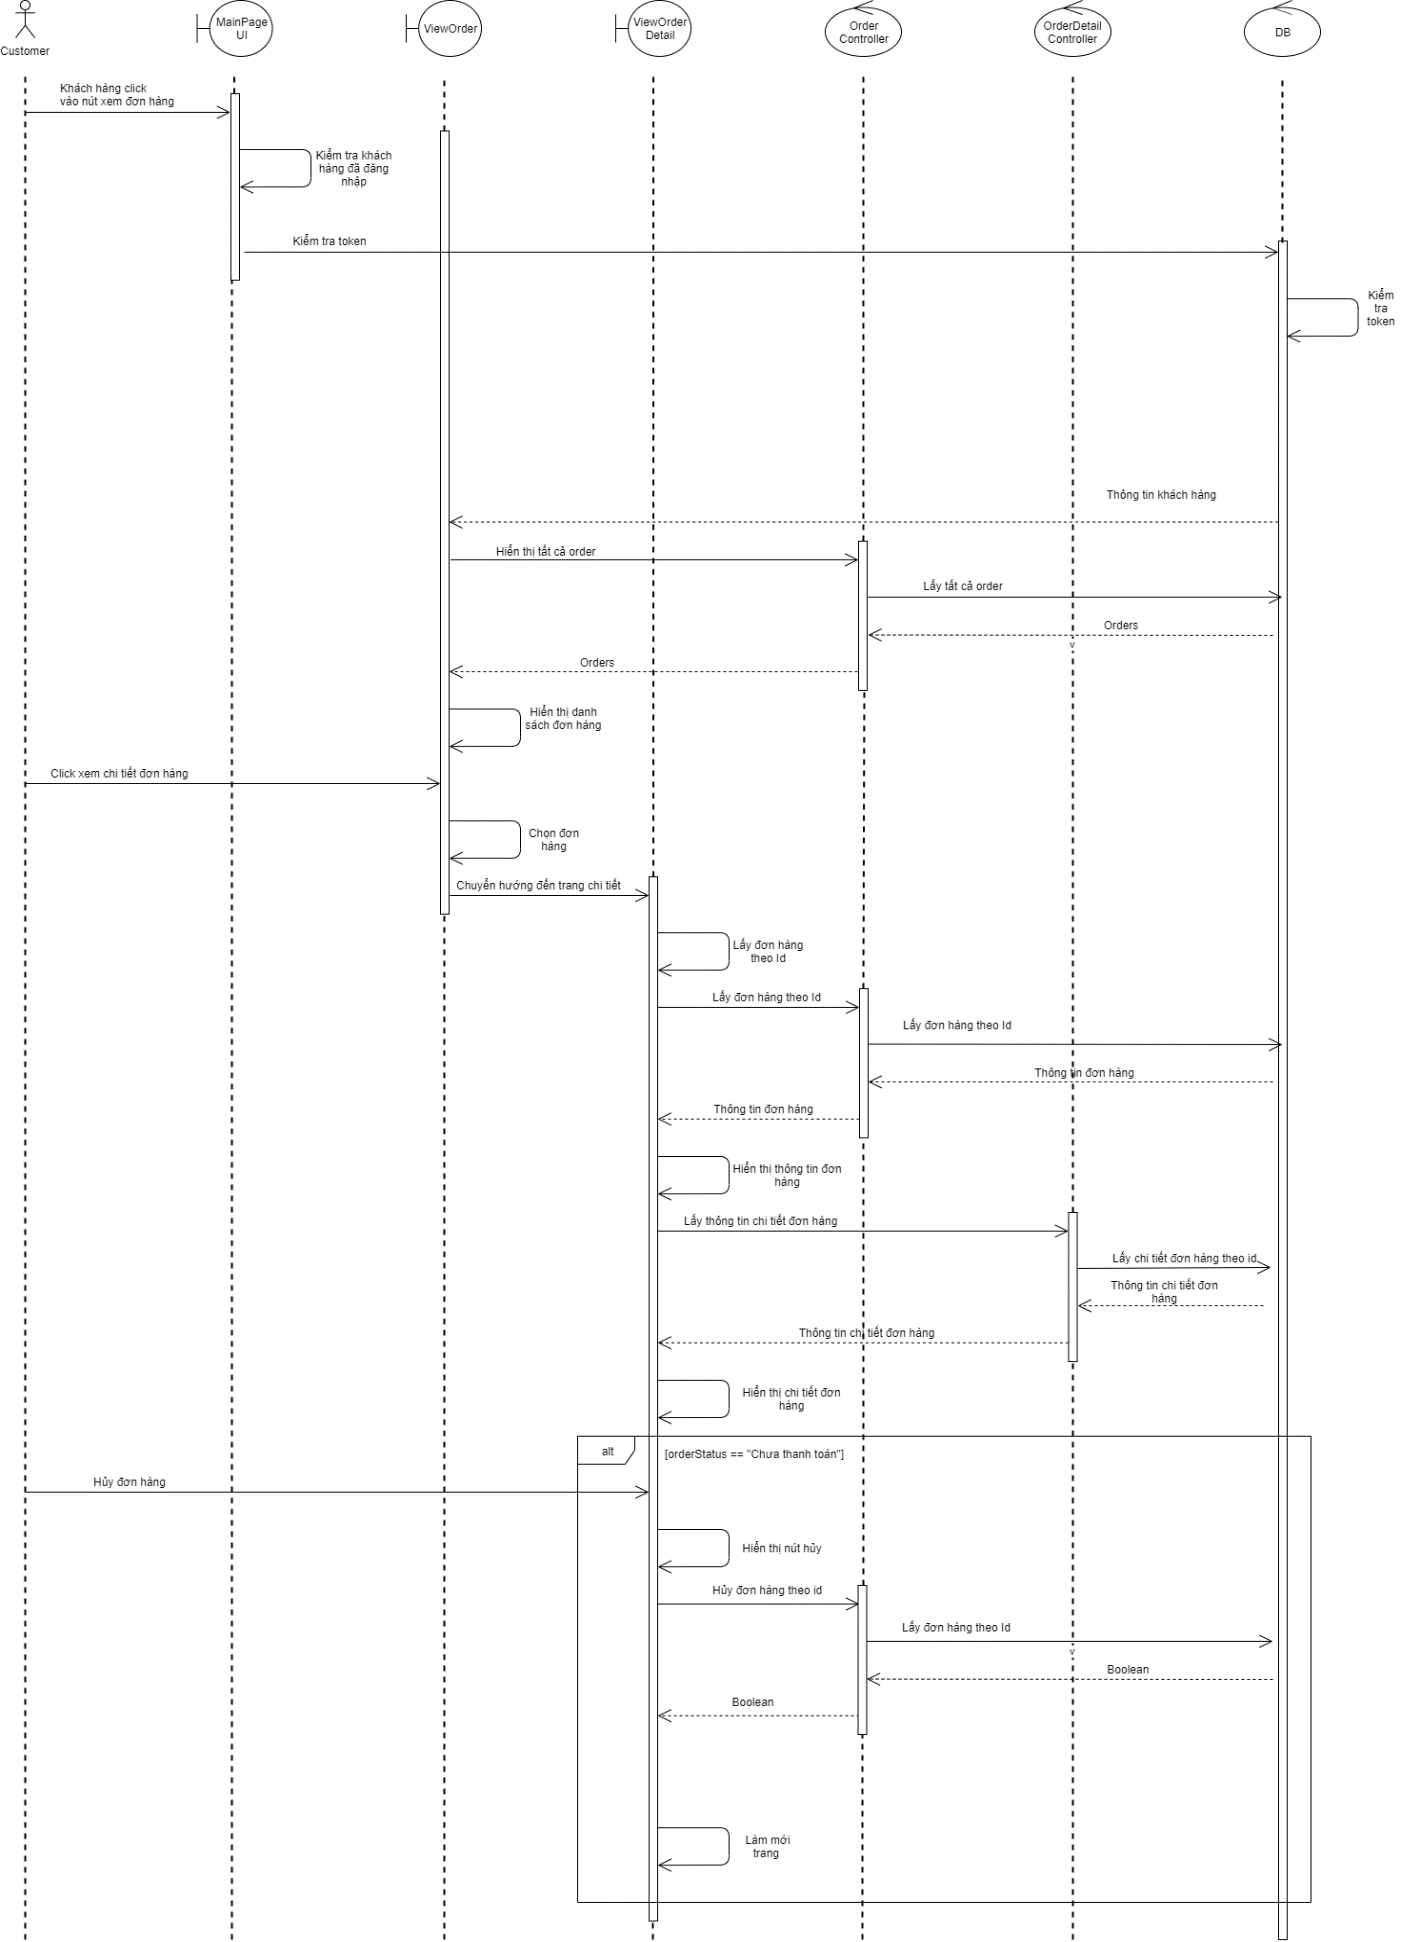 Customer
MainPage
UI
ViewOrder
ViewOrder
Detail
Order
Controller
OrderDetail
Controller
DB
Khách hàng click
vào nút xem đơn hàng
Kiểm tra khách
hàng đã đăng
nhập
Kiểm tra token
Kiểm
tra
token
Thông tin khách hàng
Hiển thị tất cả order
Lấy tất cả order
Orders
v
Orders
Hiển thị danh
sách đơn hàng
Click xem chi tiết đơn hàng
Chọn đơn
hàng
Chuyển hướng đến trang chi tiết
Lấy đơn hàng
theo Id
Lấy đơn hàng theo Id
Lấy đơn hàng theo Id
Thông tin đơn hàng
Thông tin đơn hàng
Hiển thị thông tin đơn
hàng
Lấy thông tin chi tiết đơn hàng
Lấy chi tiết đơn hàng theo id
Thông tin chi tiết đơn
hàng
Thông tin chi tiết đơn hàng
Hiển thị chi tiết đơn
hàng
alt
[orderStatus == "Chưa thanh toán"]
Hủy đơn hàng
Hiển thị nút hủy
Hủy đơn hàng theo id
Lấy đơn hàng theo Id
v
Boolean
Boolean
Làm mới
trang